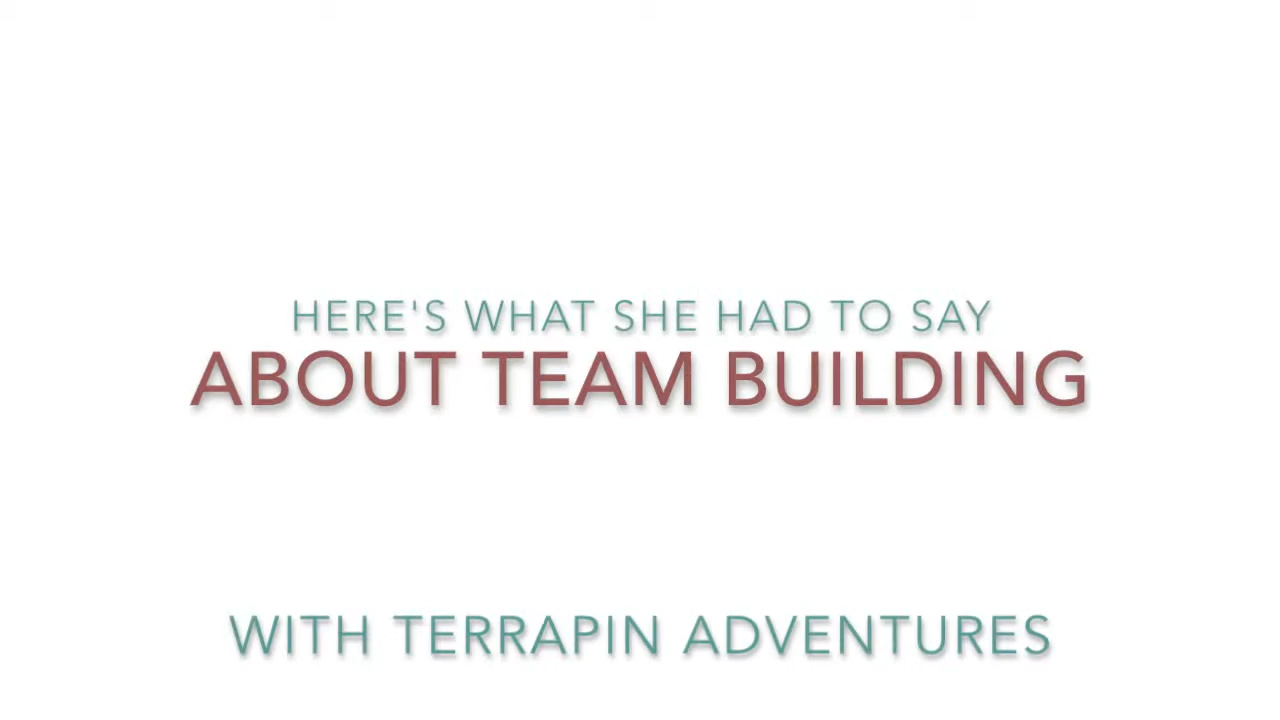 HERE'S WHAT SHE HAD TO SAY
ABOUT TEAM BUILDING
WITH TERRAPIN ADVENTURES